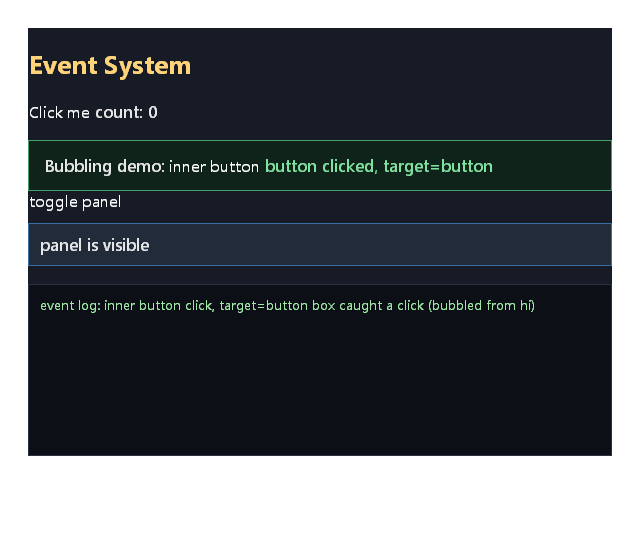 Event System
Click me count: 0
Bubbling demo: inner button button clicked, target=button
toggle panel
panel is visible
event log: inner button click, target=button box caught a click (bubbled from hi)